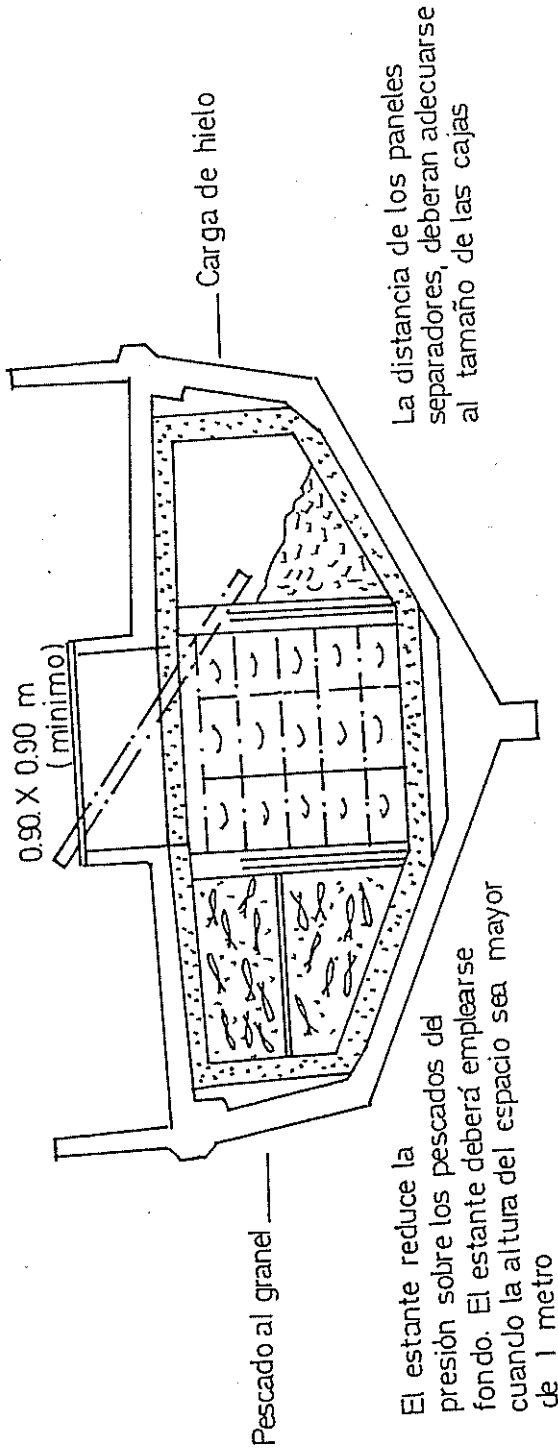 0.90 X 0.90 m
(minimo)
Carga de hielo
Pescado al granel
La distancia de los paneles
separadores, deberan adecuarse
al tamaño de las cajas
El estante reduce la
presión sobre los pescados del
fondo. El estante deberá emplearse
cuando la altura del espacio sea mayor
de 1 metro